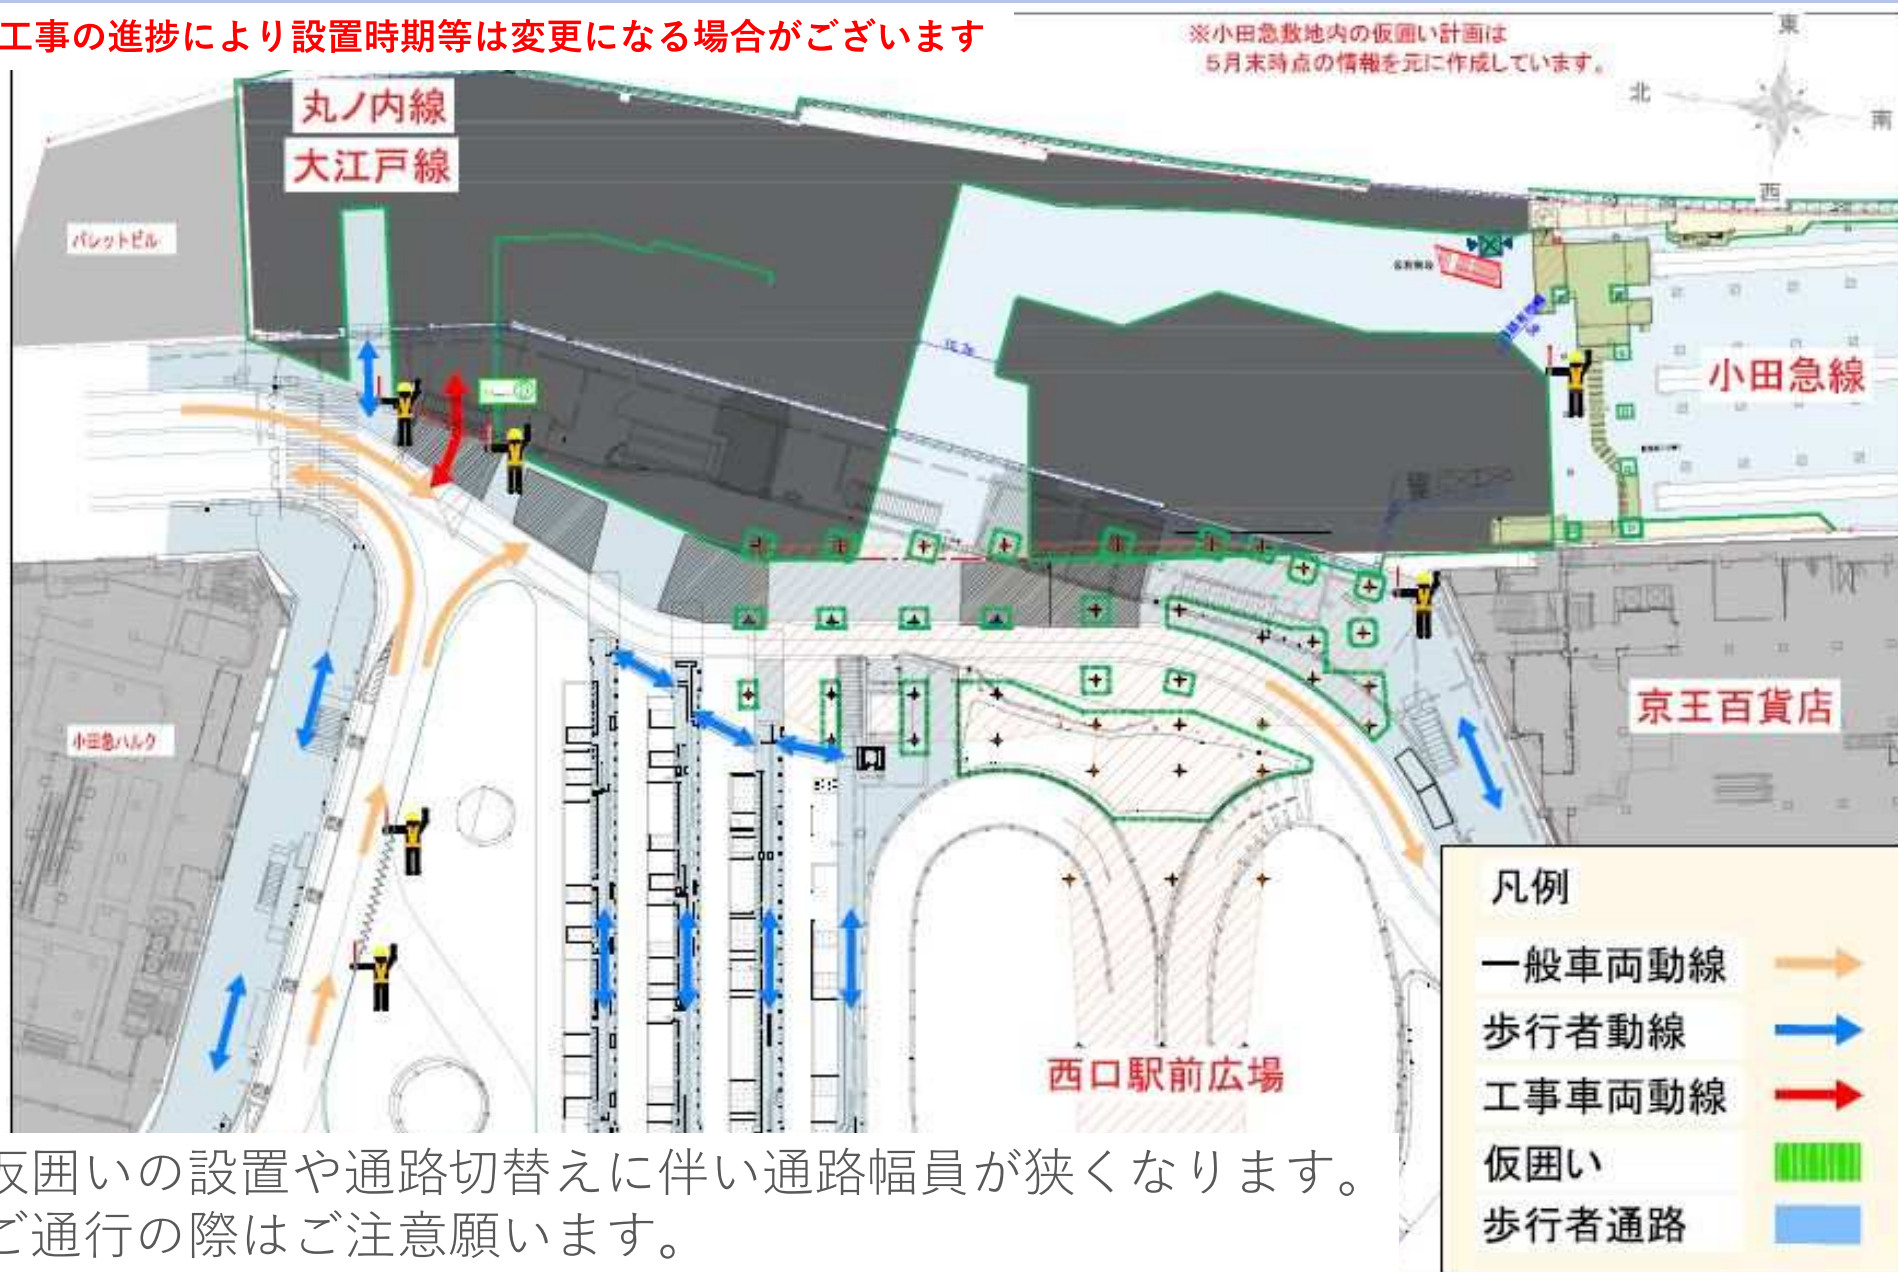 工事の進捗により設置時期等は変更になる場合がございます
※小田急敷地内の仮囲い計画は
5月末時点の情報を元に作成しています。
東
北
南
西
丸ノ内線
大江戸線
パレットビル
小田急線
小田急ハルク
京王百貨店
西口駅前広場
凡例
一般車両動線
歩行者動線
工事車両動線
仮囲い
歩行者通路
仮囲いの設置や通路切替えに伴い通路幅員が狭くなります。
ご通行の際はご注意願います。